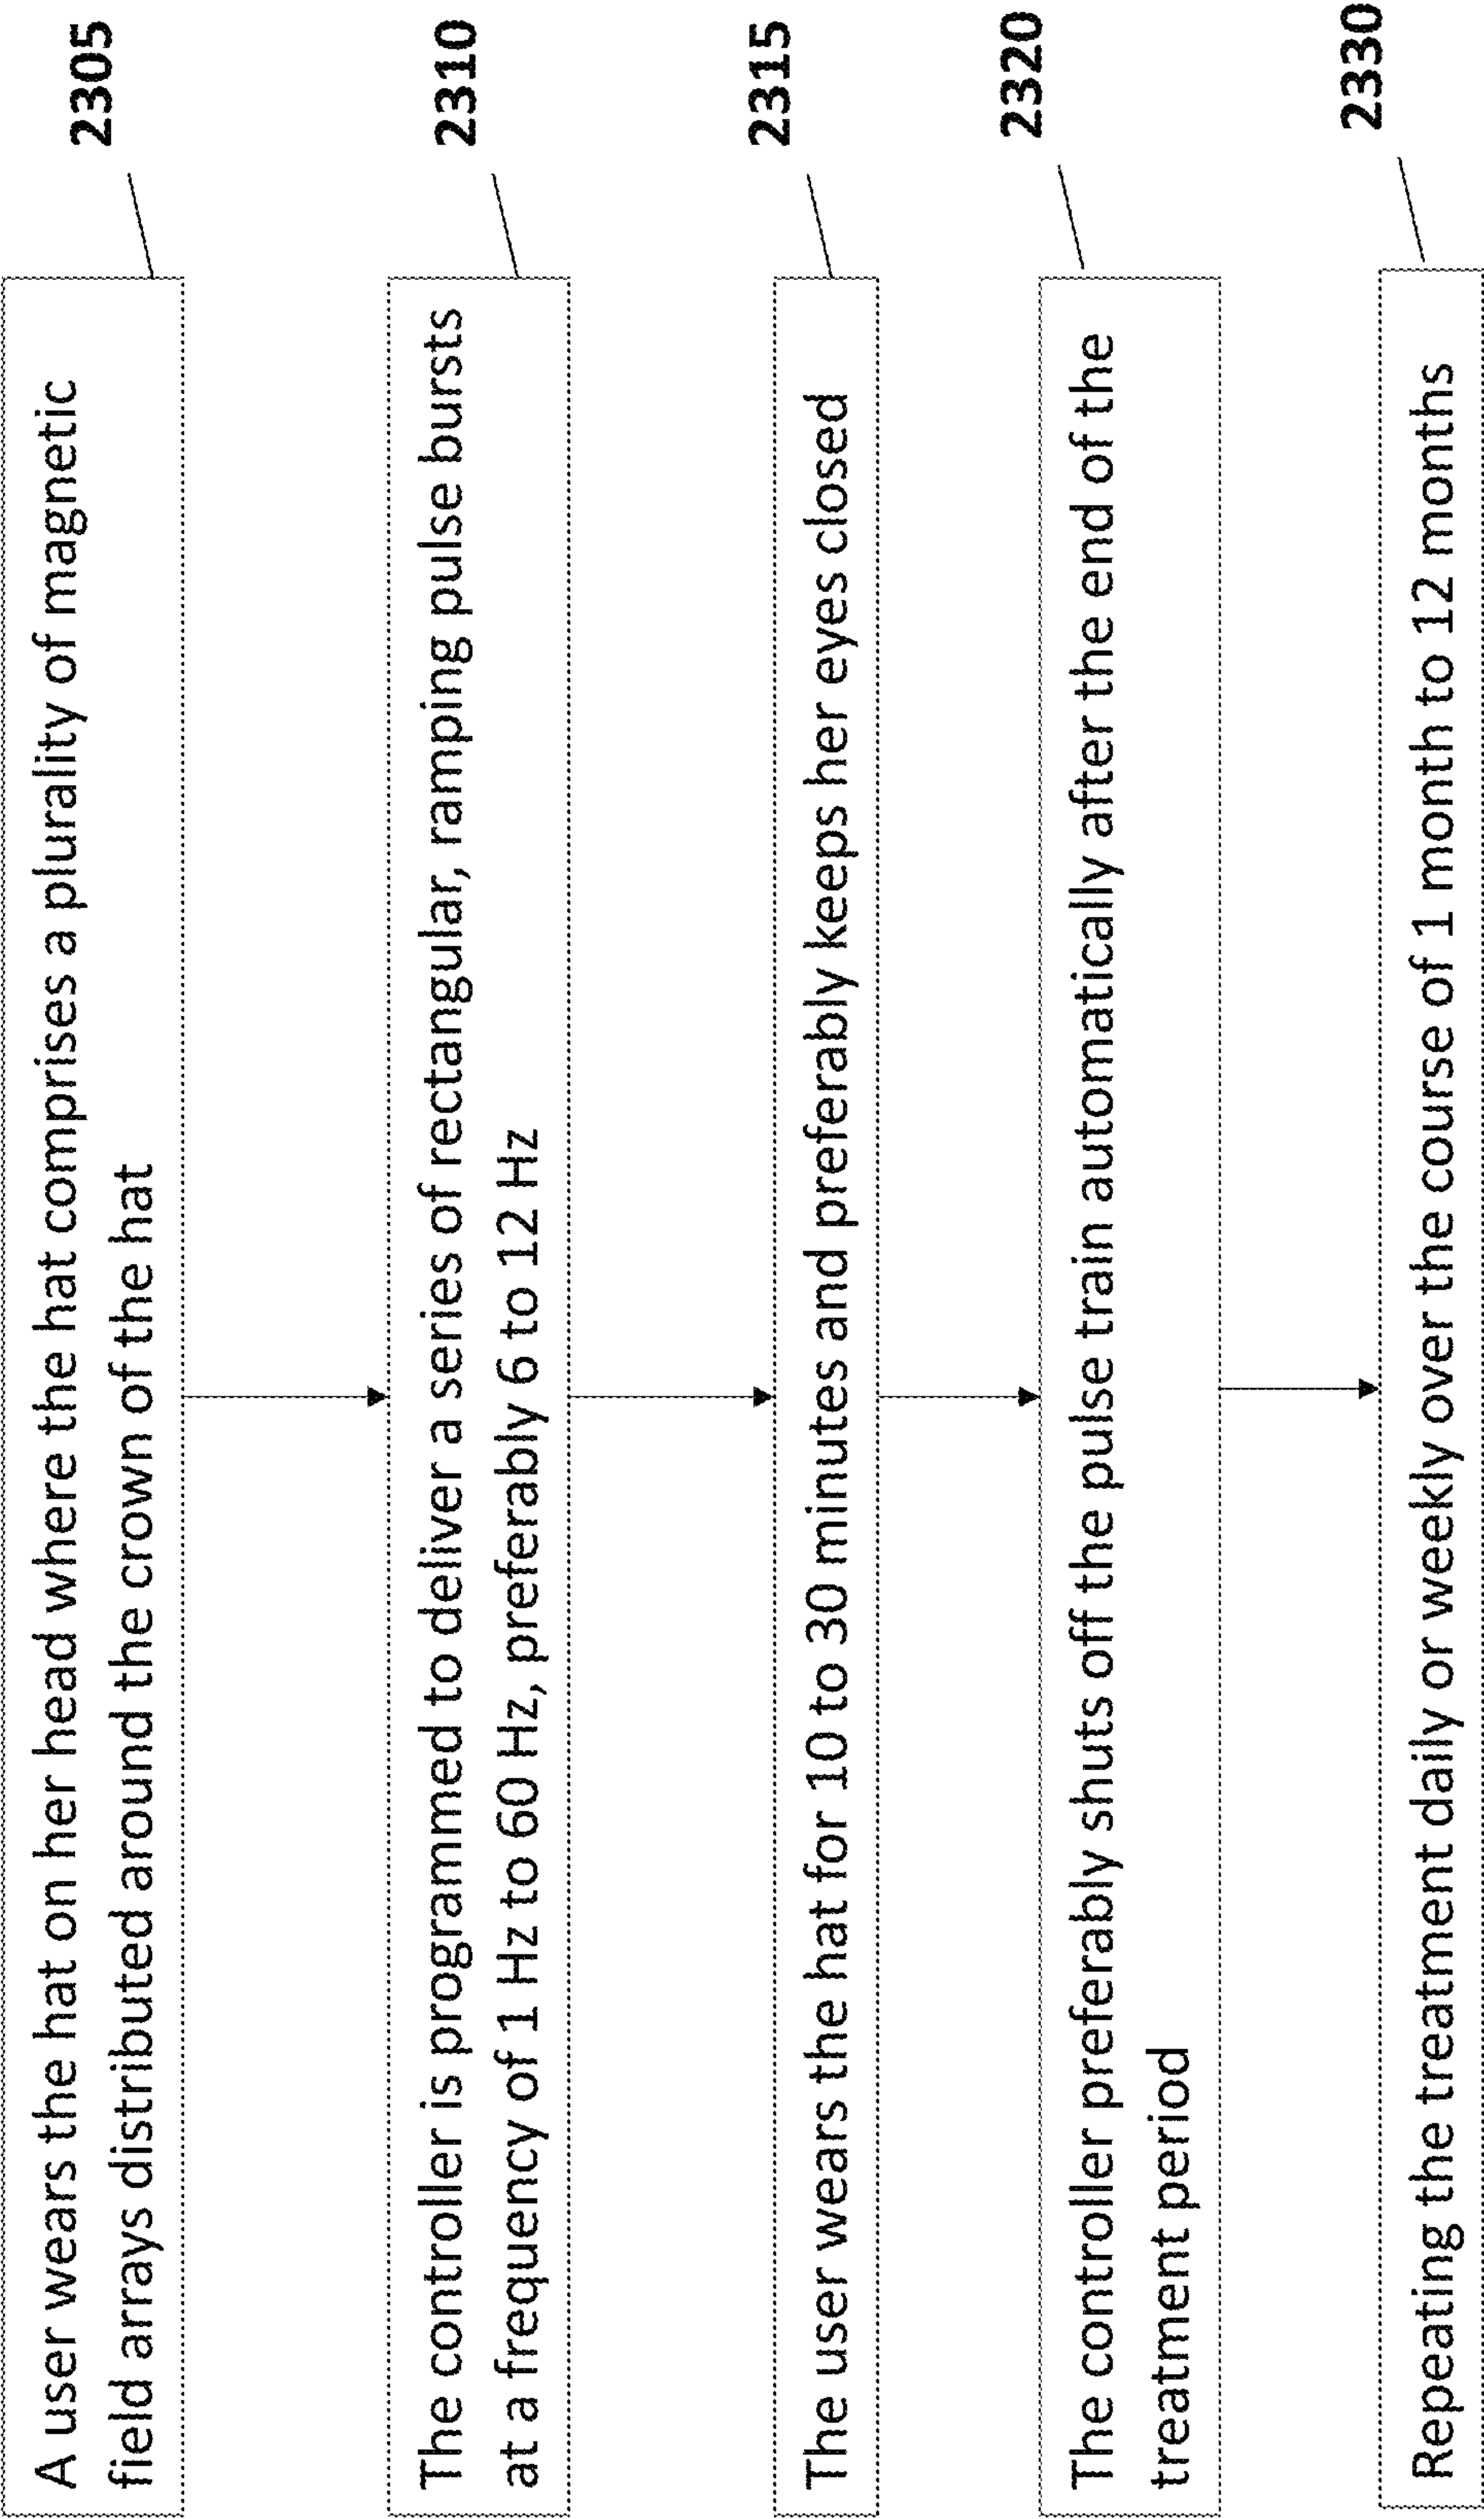 A user wears the hat on her head where the hat comprises a plurality of magnetic
field arrays distributed around the crown of the hat
2305
The controller is programmed to deliver a series of rectangular, ramping pulse bursts
at a frequency of 1 Hz to 60 Hz, preferably 6 to 12 Hz
2310
The user wears the hat for 10 to 30 minutes and preferably keeps her eyes closed
2315
The controller preferably shuts off the pulse train automatically after the end of the
treatment period
2320
Repeating the treatment daily or weekly over the course of 1 month to 12 months
2330